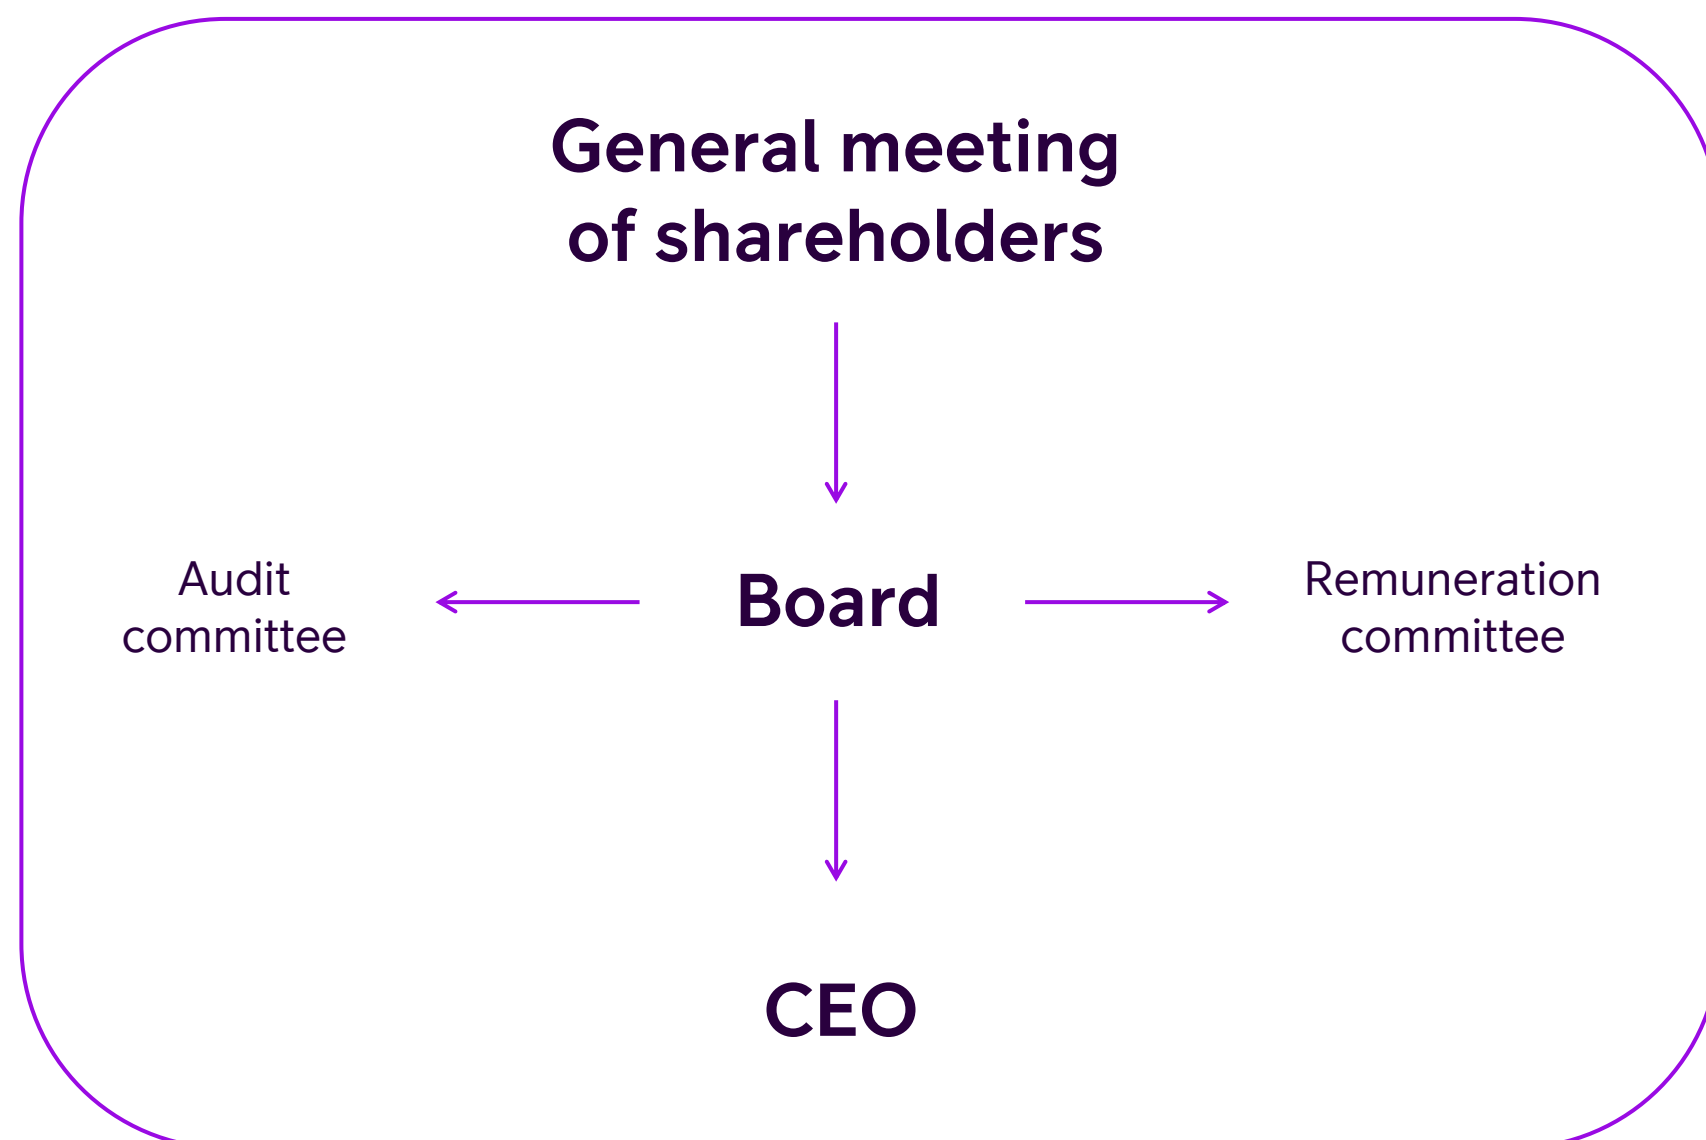 General meeting
of shareholders
Audit
committee
Board
Remuneration
committee
CEO